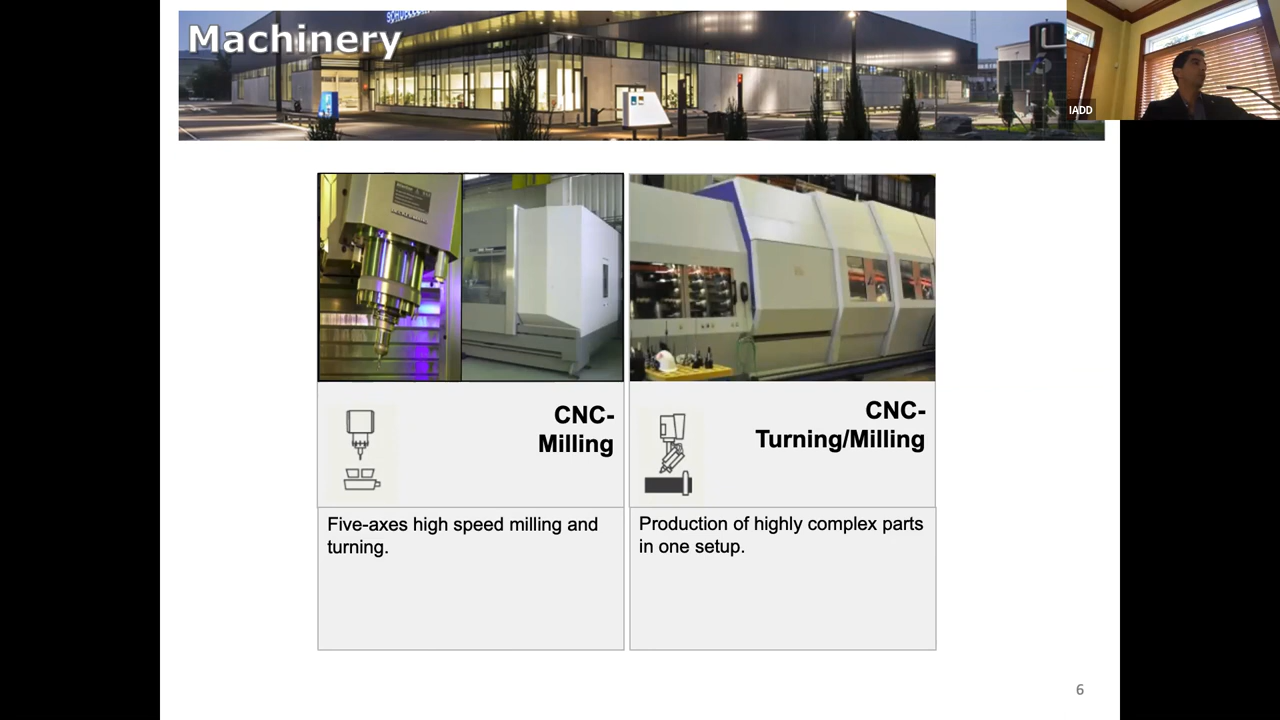 Machinery
IADD
CNC-
Milling
CNC-
Turning/Milling
Five-axes high speed milling and
turning.
Production of highly complex parts
in one setup.
6